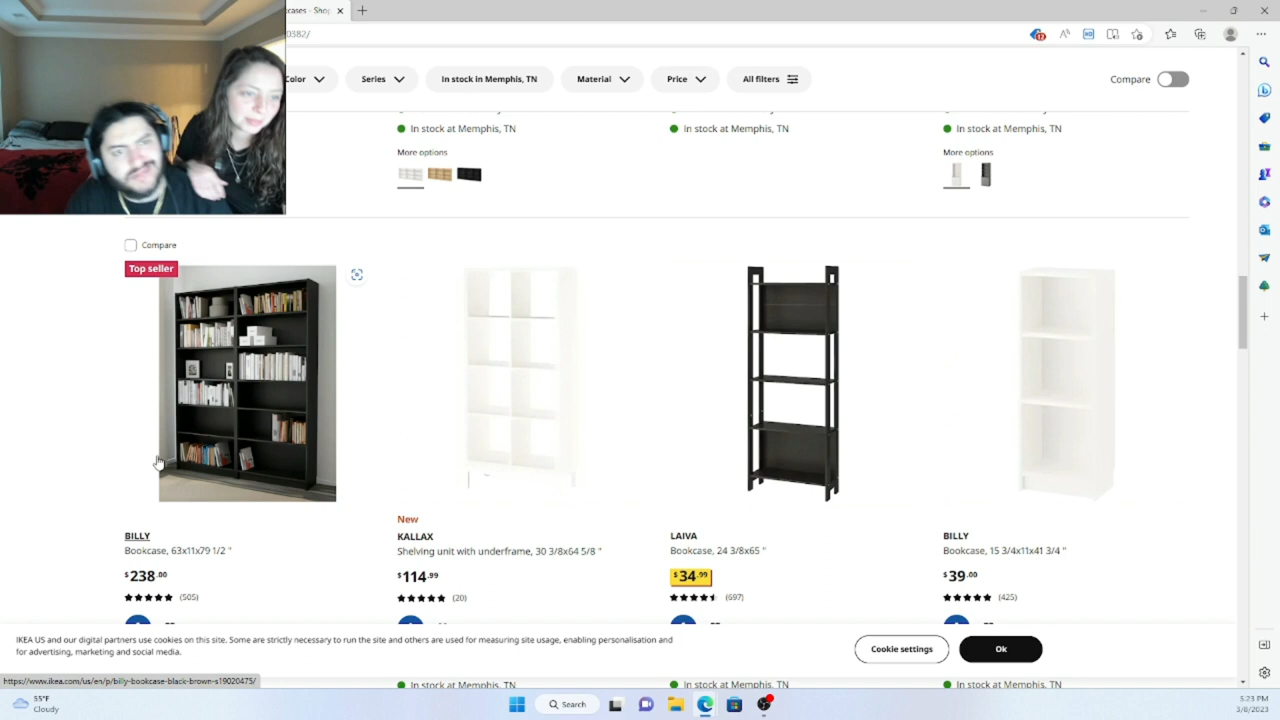 kcases - Shop
0382/
12
Color
Series
In stock in Memphis, TN
Material
Price
All filters
Compare
In stock at Memphis, TN
In stock at Memphis, TN
In stock at Memphis, TN
More options
More options
Compare
Top seller
BILLY
Bookcase, 63x11x79 1/2 "
$238.00
(505)
New
KALLAX
Shelving unit with underframe, 30 3/8x64 5/8 "
$114.99
(20)
LAIVA
Bookcase, 24 3/8x65 "
$34.99
(697)
BILLY
Bookcase, 15 3/4x11x41 3/4 "
$39.00
(425)
IKEA US and our digital partners use cookies on this site. Some are strictly necessary to run the site and others are used for measuring site usage, enabling personalisation and
for advertising, marketing and social media.
Cookie settings
Ok
https://www.ikea.com/us/en/p/billy-bookcase-black-brown-s19020475/
In stock at Memphis, TN
In stock at Memphis, TN
In stock at Memphis, TN
55°F
Cloudy
Search
5:23 PM
3/8/2023